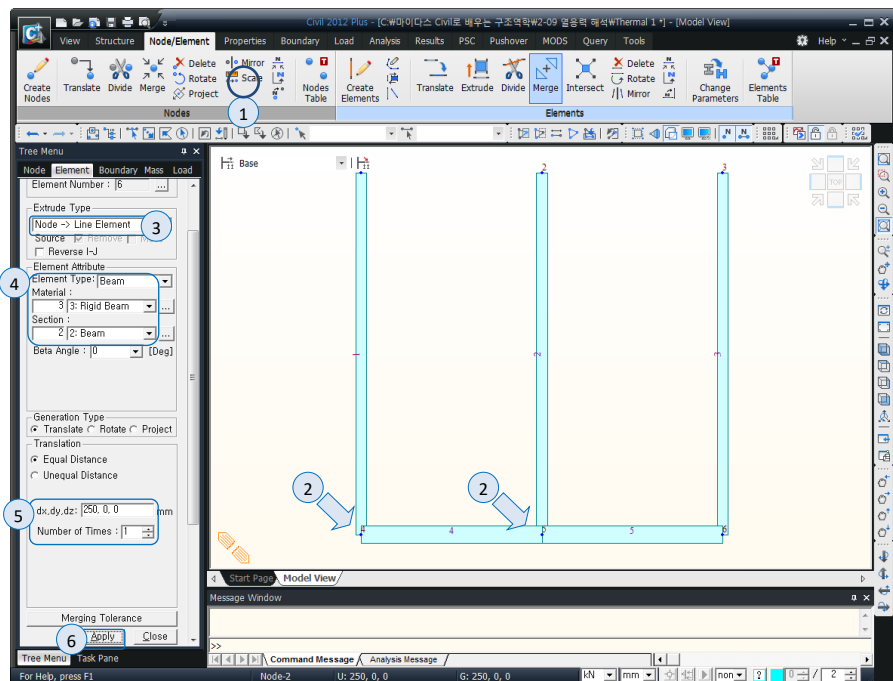 Civil 2012 Plus - [C:₩마이다스 Civil로 배우는 구조역학₩2-09 열응력 해석₩Thermal 1 *] - [Model View]
View Structure Node/Element Properties Boundary Load Analysis Results PSC Pushover MODS Query Tools Help
Create Nodes
Translate
Divide
Merge
Delete
Rotate
Project
Mirror
Scale
Nodes Table
Create Elements
Translate
Extrude
Divide
Merge
Intersect
Delete
Rotate
Mirror
Change Parameters
Elements Table
Nodes
Elements
1
Tree Menu
Node Element Boundary Mass Load
Element Number : 6 ...
Extrude Type
Node -> Line Element
3
Source Remove
Reverse I-J
Element Attribute
4
Element Type: Beam
Material :
3 3: Rigid Beam ...
Section :
2 2: Beam ...
Beta Angle : 0 [Deg]
Generation Type
Translate Rotate Project
Translation
Equal Distance
Unequal Distance
5
dx,dy,dz: 250, 0, 0 mm
Number of Times : 1
Merging Tolerance
6
Apply Close
Tree Menu Task Pane
Base
TOP
2 3
1 2 3
2 2
4 5 6
4 5
Start Page Model View
Message Window
>>
Command Message Analysis Message
For Help, press F1 Node-2 U: 250, 0, 0 G: 250, 0, 0 kN mm non ? 0 / 2